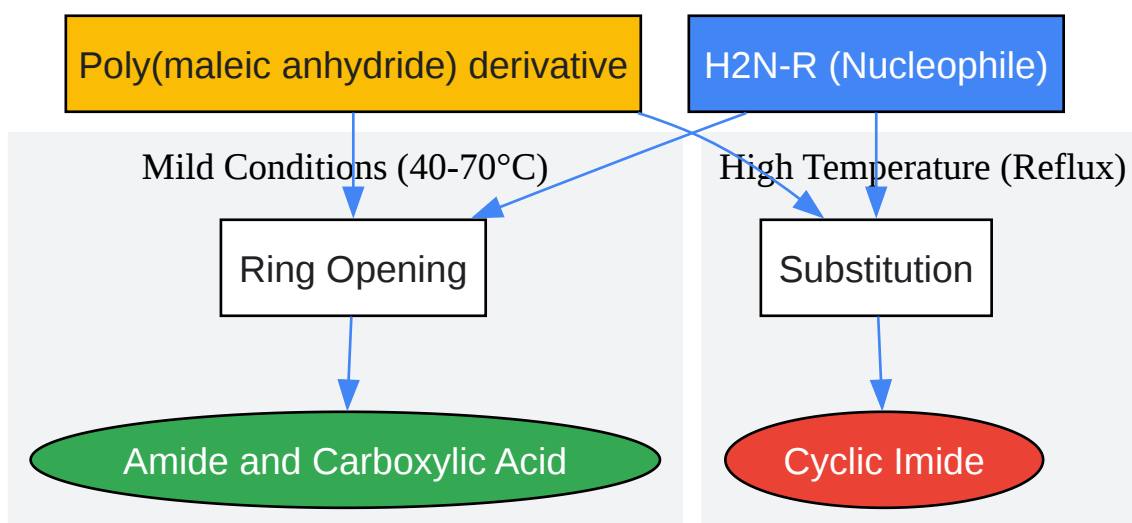 Poly(maleic anhydride) derivative
H2N-R (Nucleophile)
Mild Conditions (40-70°C)
High Temperature (Reflux)
Ring Opening
Substitution
Amide and Carboxylic Acid
Cyclic Imide